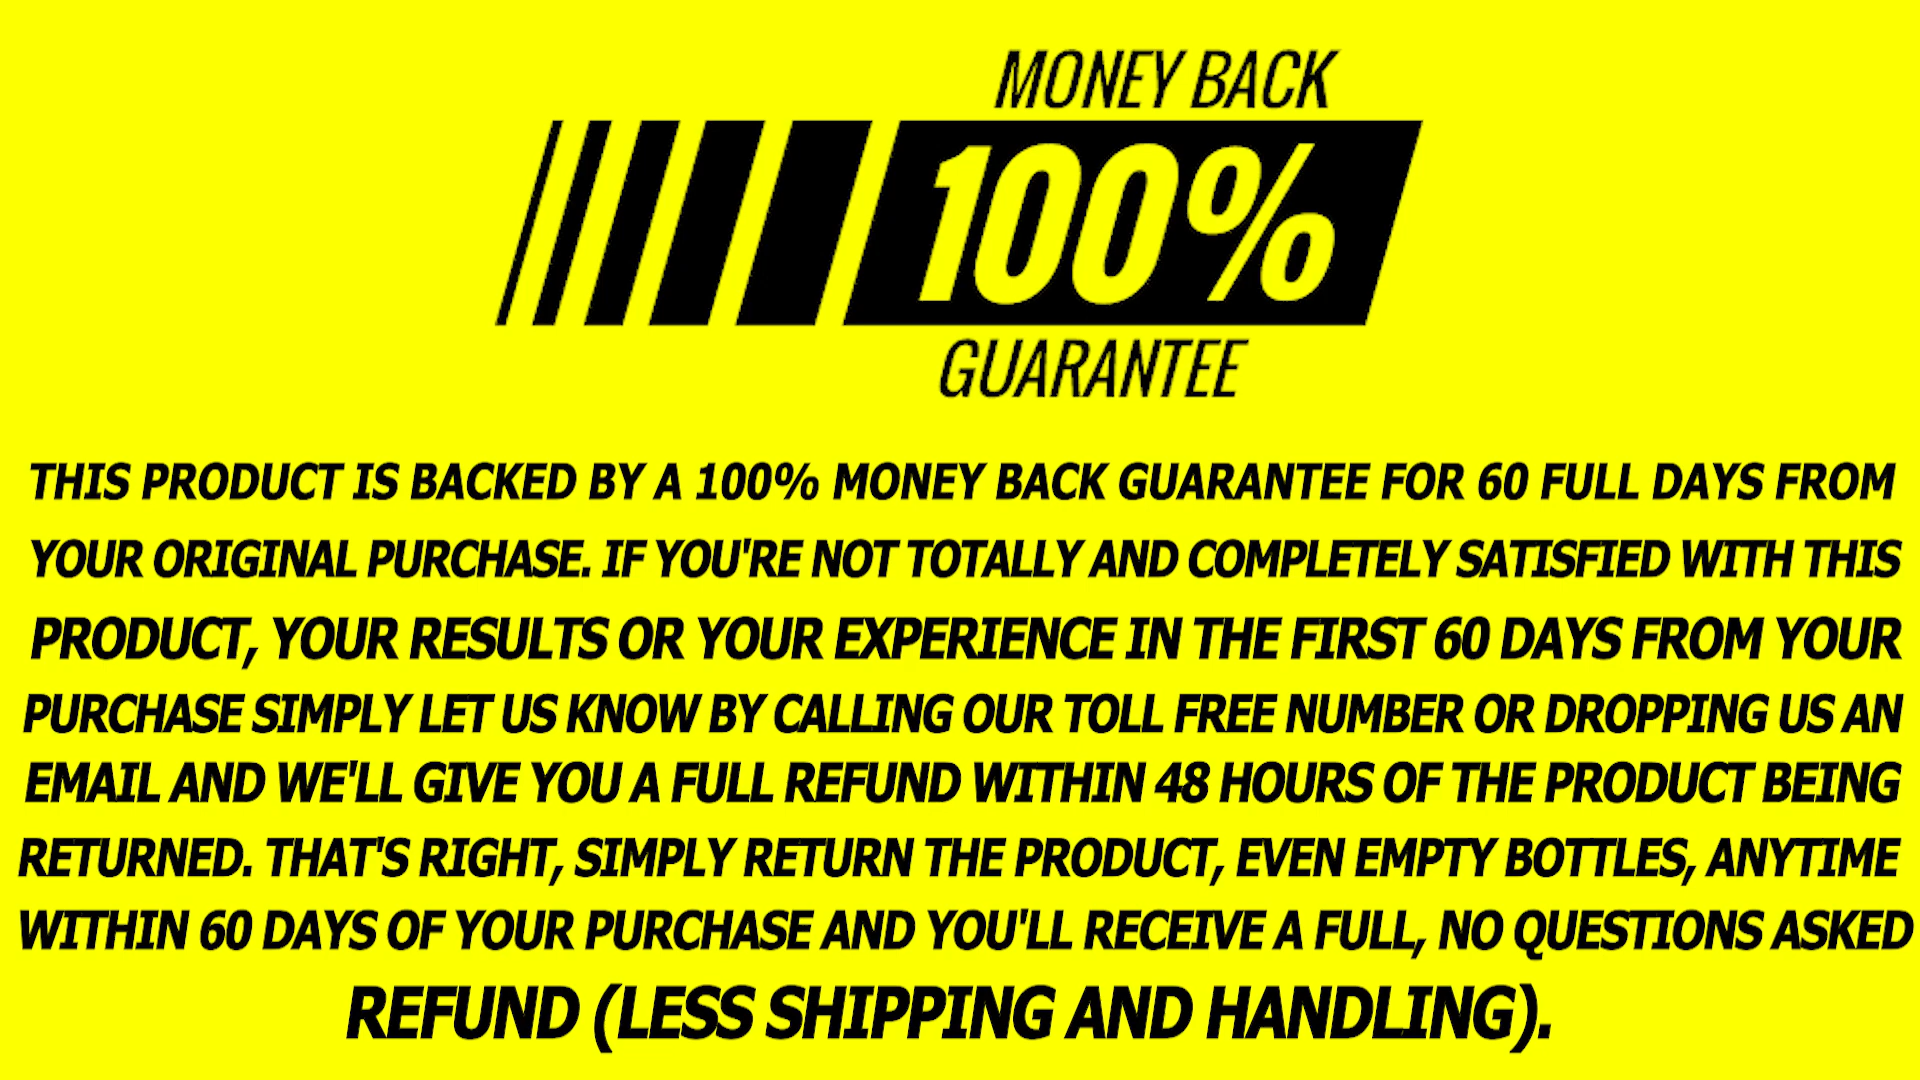 MONEY BACK
100%
GUARANTEE
THIS PRODUCT IS BACKED BY A 100% MONEY BACK GUARANTEE FOR 60 FULL DAYS FROM
YOUR ORIGINAL PURCHASE. IF YOU'RE NOT TOTALLY AND COMPLETELY SATISFIED WITH THIS
PRODUCT, YOUR RESULTS OR YOUR EXPERIENCE IN THE FIRST 60 DAYS FROM YOUR
PURCHASE SIMPLY LET US KNOW BY CALLING OUR TOLL FREE NUMBER OR DROPPING US AN
EMAIL AND WE'LL GIVE YOU A FULL REFUND WITHIN 48 HOURS OF THE PRODUCT BEING
RETURNED. THAT'S RIGHT, SIMPLY RETURN THE PRODUCT, EVEN EMPTY BOTTLES, ANYTIME
WITHIN 60 DAYS OF YOUR PURCHASE AND YOU'LL RECEIVE A FULL, NO QUESTIONS ASKED
REFUND (LESS SHIPPING AND HANDLING).